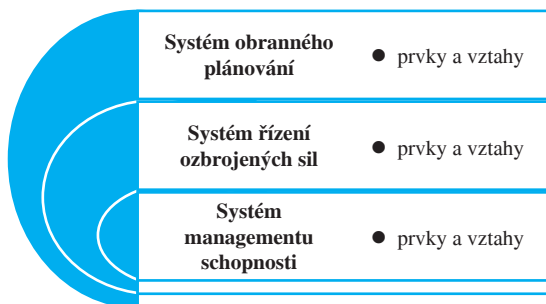 Systém obranného
plánování
● prvky a vztahy
Systém řízení
ozbrojených sil
● prvky a vztahy
Systém
managementu
schopnosti
● prvky a vztahy